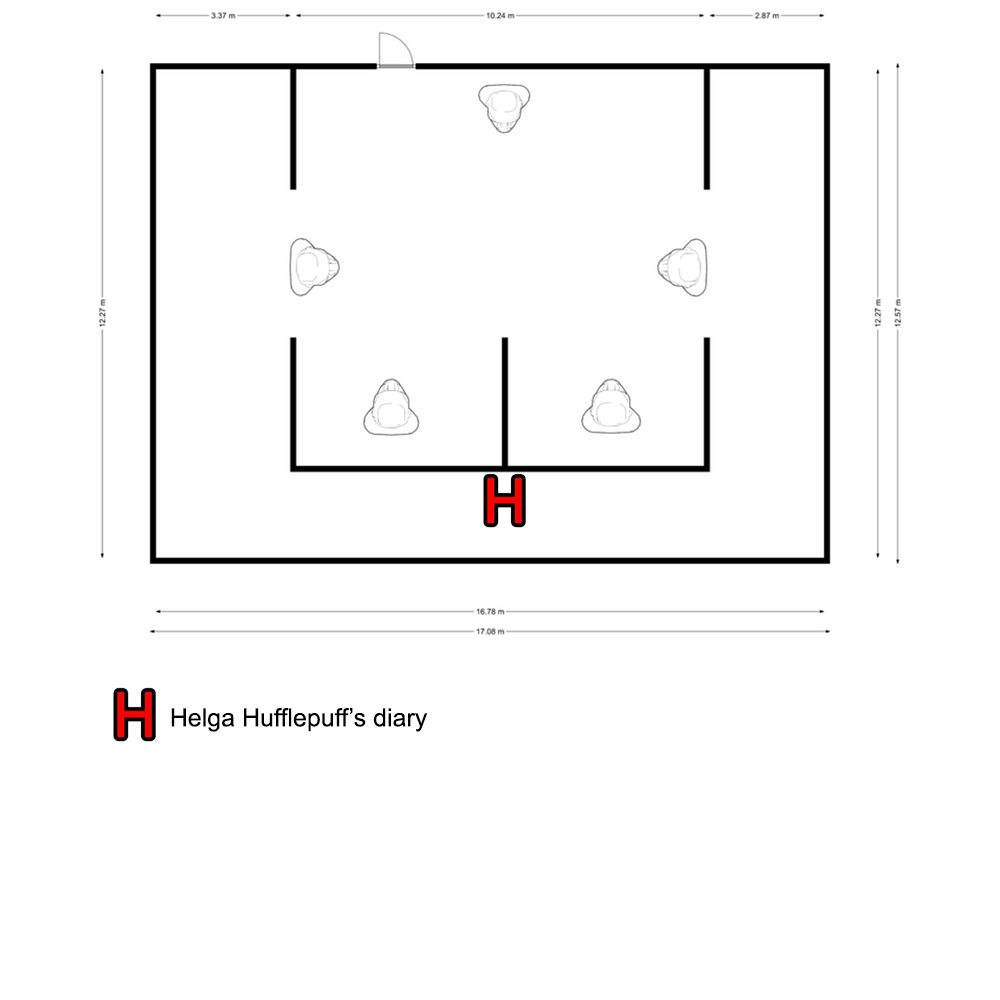 3.37 m
10.24 m
2.87 m
12.27 m
12.27 m
12.57 m
H
16.78 m
17.08 m
H Helga Hufflepuff’s diary